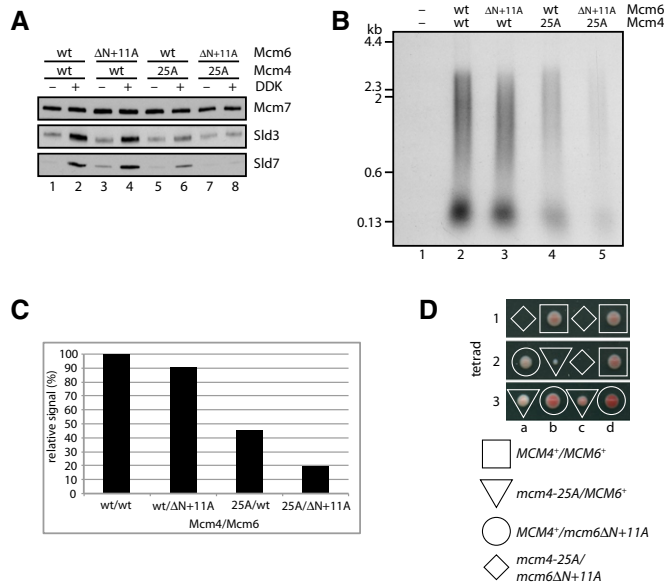 A
wt ΔN+11A wt ΔN+11A Mcm6
wt wt 25A 25A Mcm4
– + – + – + – + DDK
Mcm7
Sld3
Sld7
1 2 3 4 5 6 7 8
B
– wt ΔN+11A wt ΔN+11A Mcm6
– wt wt 25A 25A Mcm4
kb
4.4
2.3
2
0.6
0.13
1 2 3 4 5
C
relative signal (%)
100
90
80
70
60
50
40
30
20
10
0
wt/wt wt/ΔN+11A 25A/wt 25A/ΔN+11A
Mcm4/Mcm6
D
tetrad
1
2
3
a b c d
MCM4⁺/MCM6⁺
mcm4-25A/MCM6⁺
MCM4⁺/mcm6ΔN+11A
mcm4-25A/
mcm6ΔN+11A